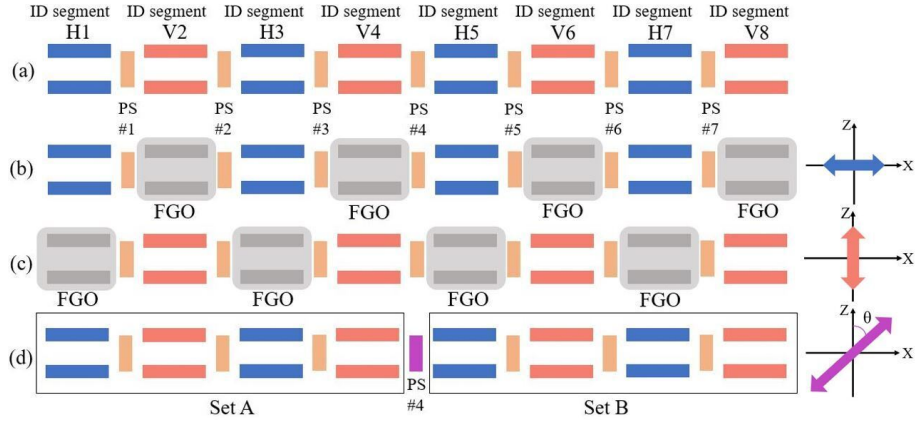 ID segment ID segment ID segment ID segment ID segment ID segment ID segment ID segment
H1 V2 H3 V4 H5 V6 H7 V8
(a)
PS PS PS PS PS PS PS
#1 #2 #3 #4 #5 #6 #7
Z
(b)
X
FGO FGO FGO FGO
Z
(c)
X
FGO FGO FGO FGO
Z θ
(d)
X
PS
#4
Set A Set B